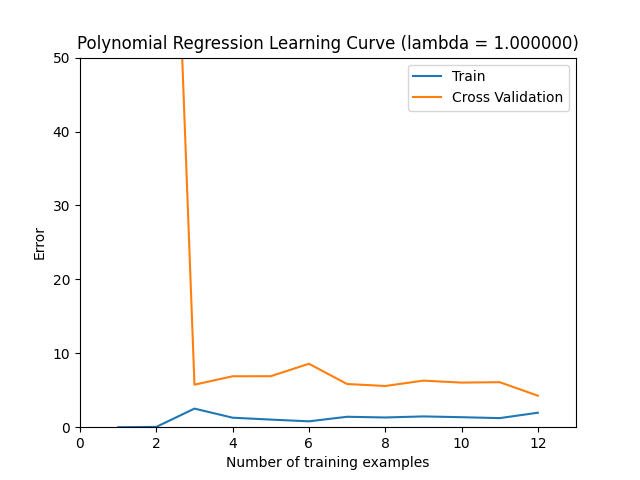 Polynomial Regression Learning Curve (lambda = 1.000000)
50
40
30
20
10
0
Error
Train
Cross Validation
0 2 4 6 8 10 12
Number of training examples